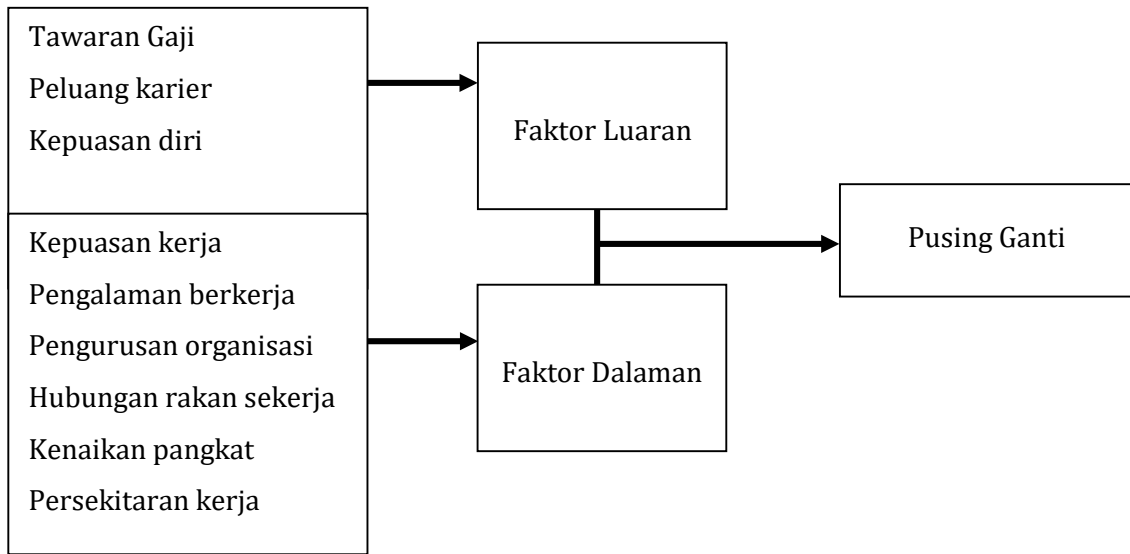 Tawaran Gaji
Peluang karier
Kepuasan diri
Faktor Luaran
Kepuasan kerja
Pengalaman berkerja
Pengurusan organisasi
Hubungan rakan sekerja
Kenaikan pangkat
Persekitaran kerja
Faktor Dalaman
Pusing Ganti